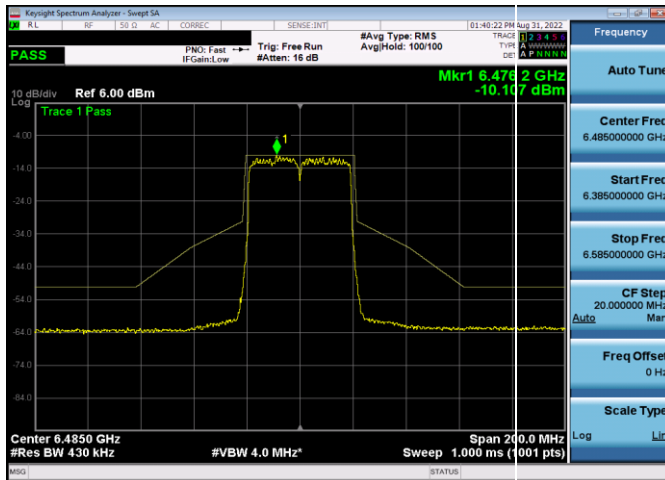 Keysight Spectrum Analyzer - Swept SA
RL RF 50 Ω AC CORREC SENSE:INT 01:40:22 PM Aug 31, 2022
#Avg Type: RMS
TRACE 1 2 3 4 5 6
PNO: Fast Trig: Free Run Avg|Hold: 100/100
TYPE A WWWWW
IFGain:Low #Atten: 16 dB
DET A P N N N N
PASS
Mkr1 6.476 2 GHz
-10.107 dBm
10 dB/div Ref 6.00 dBm
Log
Trace 1 Pass
1
-4.00
-14.0
-24.0
-34.0
-44.0
-54.0
-64.0
-74.0
-84.0
Center 6.4850 GHz Span 200.0 MHz
#Res BW 430 kHz #VBW 4.0 MHz* Sweep 1.000 ms (1001 pts)
MSG STATUS
Frequency
Auto Tune
Center Freq
6.485000000 GHz
Start Freq
6.385000000 GHz
Stop Freq
6.585000000 GHz
CF Step
20.000000 MHz
Auto Man
Freq Offset
0 Hz
Scale Type
Log Lin